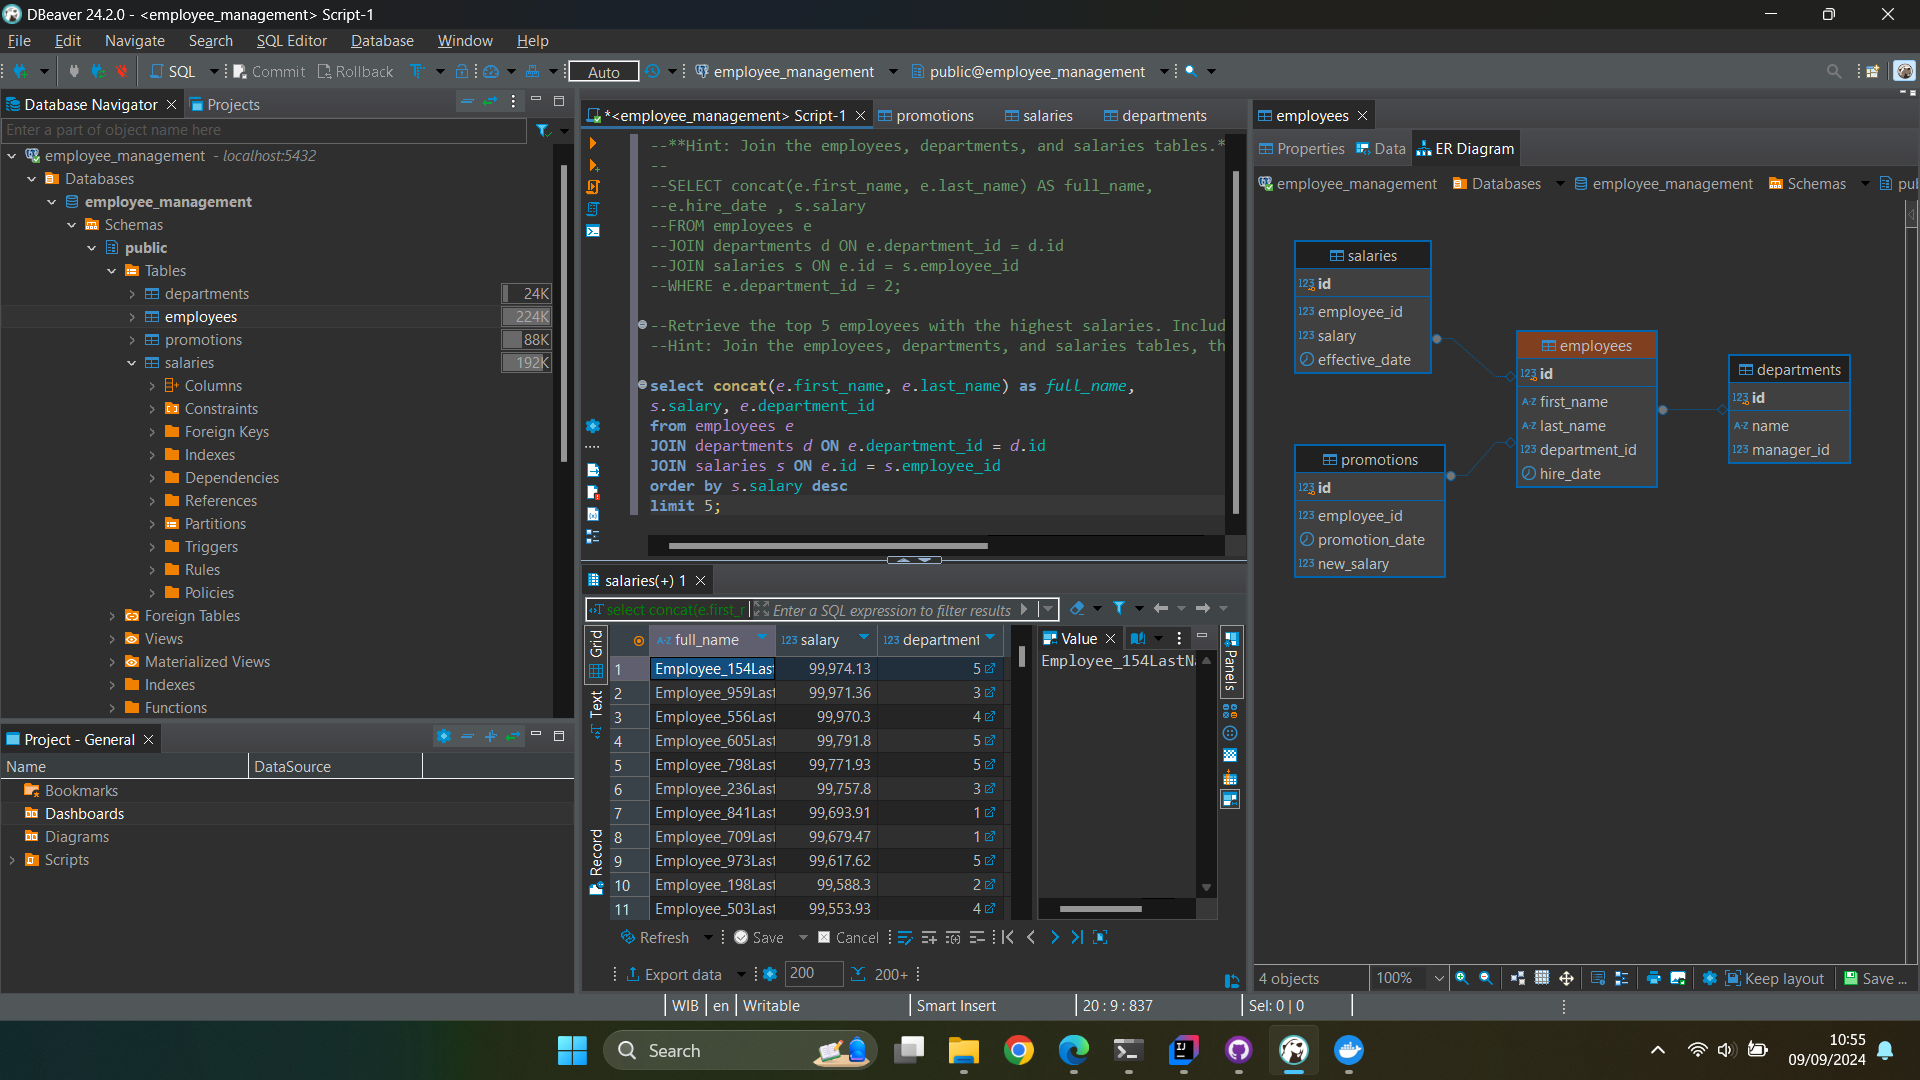 DBeaver 24.2.0 - <employee_management> Script-1
File Edit Navigate Search SQL Editor Database Window Help
SQL Commit Rollback Auto employee_management public@employee_management
Database Navigator Projects
Enter a part of object name here
employee_management - localhost:5432
Databases
employee_management
Schemas
public
Tables
departments 24K
employees 224K
promotions 88K
salaries 192K
Columns
Constraints
Foreign Keys
Indexes
Dependencies
References
Partitions
Triggers
Rules
Policies
Foreign Tables
Views
Materialized Views
Indexes
Functions
Project - General
Name DataSource
Bookmarks
Dashboards
Diagrams
Scripts
*<employee_management> Script-1 promotions salaries departments
--**Hint: Join the employees, departments, and salaries tables.*
--
--SELECT concat(e.first_name, e.last_name) AS full_name,
--e.hire_date , s.salary
--FROM employees e
--JOIN departments d ON e.department_id = d.id
--JOIN salaries s ON e.id = s.employee_id
--WHERE e.department_id = 2;
--Retrieve the top 5 employees with the highest salaries. Includ
--Hint: Join the employees, departments, and salaries tables, th
select concat(e.first_name, e.last_name) as full_name,
s.salary, e.department_id
from employees e
JOIN departments d ON e.department_id = d.id
JOIN salaries s ON e.id = s.employee_id
order by s.salary desc
limit 5;
salaries(+) 1
select concat(e.first_r Enter a SQL expression to filter results
Grid
Text
Record
full_name salary department
1 Employee_154Last 99,974.13 5
2 Employee_959Last 99,971.36 3
3 Employee_556Last 99,970.3 4
4 Employee_605Last 99,791.8 5
5 Employee_798Last 99,771.93 5
6 Employee_236Last 99,757.8 3
7 Employee_841Last 99,693.91 1
8 Employee_709Last 99,679.47 1
9 Employee_973Last 99,617.62 5
10 Employee_198Last 99,588.3 2
11 Employee_503Last 99,553.93 4
Value
Employee_154LastNa
Panels
Refresh Save Cancel
Export data 200 200+
employees
Properties Data ER Diagram
employee_management Databases employee_management Schemas pul
salaries
123 id
123 employee_id
123 salary
effective_date
promotions
123 id
123 employee_id
promotion_date
123 new_salary
employees
123 id
A-Z first_name
A-Z last_name
123 department_id
hire_date
departments
123 id
A-Z name
123 manager_id
4 objects 100% Keep layout Save ...
WIB en Writable Smart Insert 20 : 9 : 837 Sel: 0 | 0
Search
10:55
09/09/2024